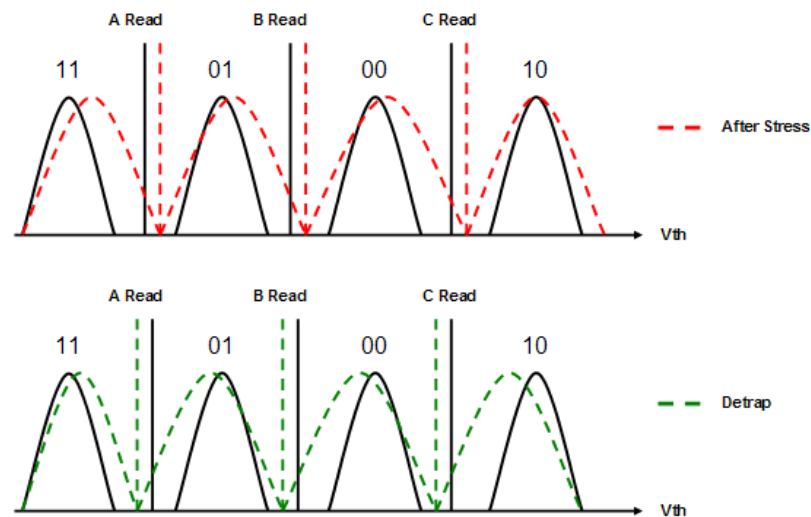 A Read B Read C Read
11 01 00 10
After Stress
Vth
A Read B Read C Read
11 01 00 10
Detrap
Vth